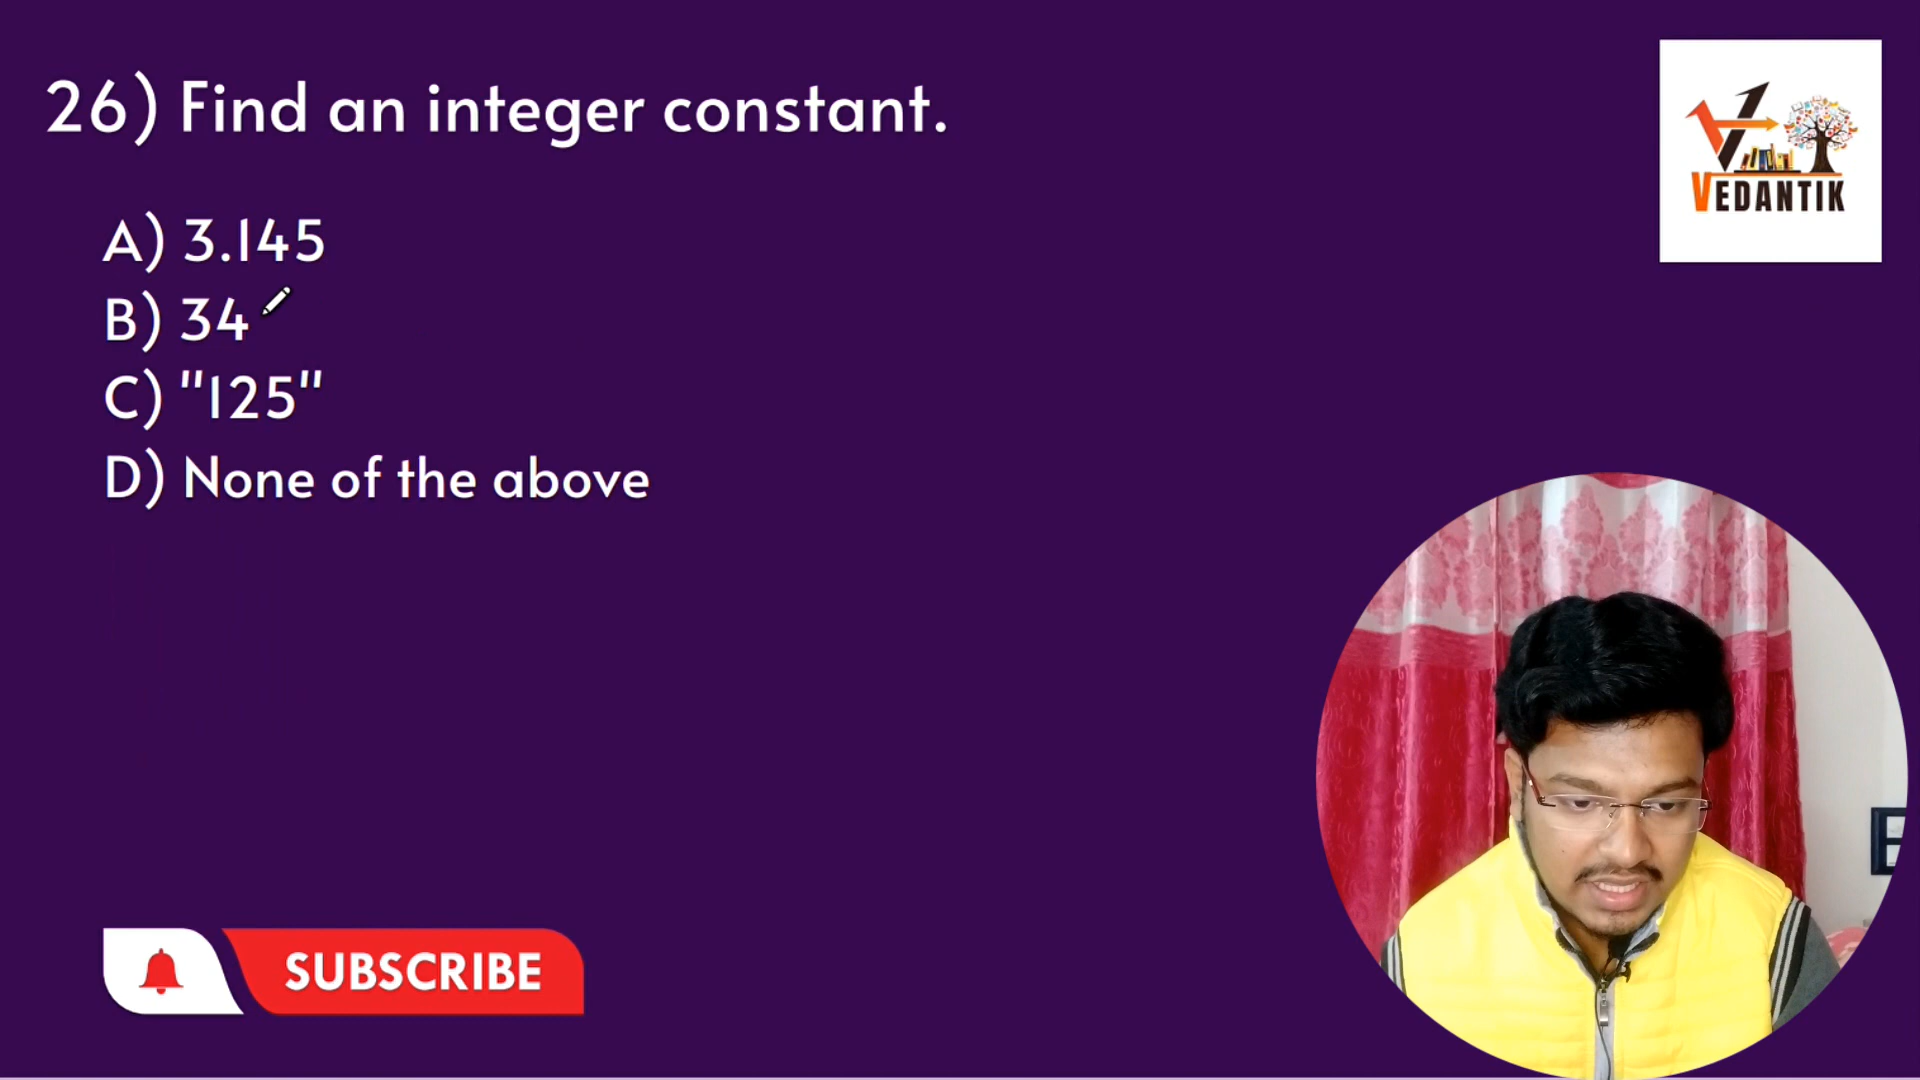 26) Find an integer constant.
A) 3.145
B) 34
C) "125"
D) None of the above
VEDANTIK
SUBSCRIBE